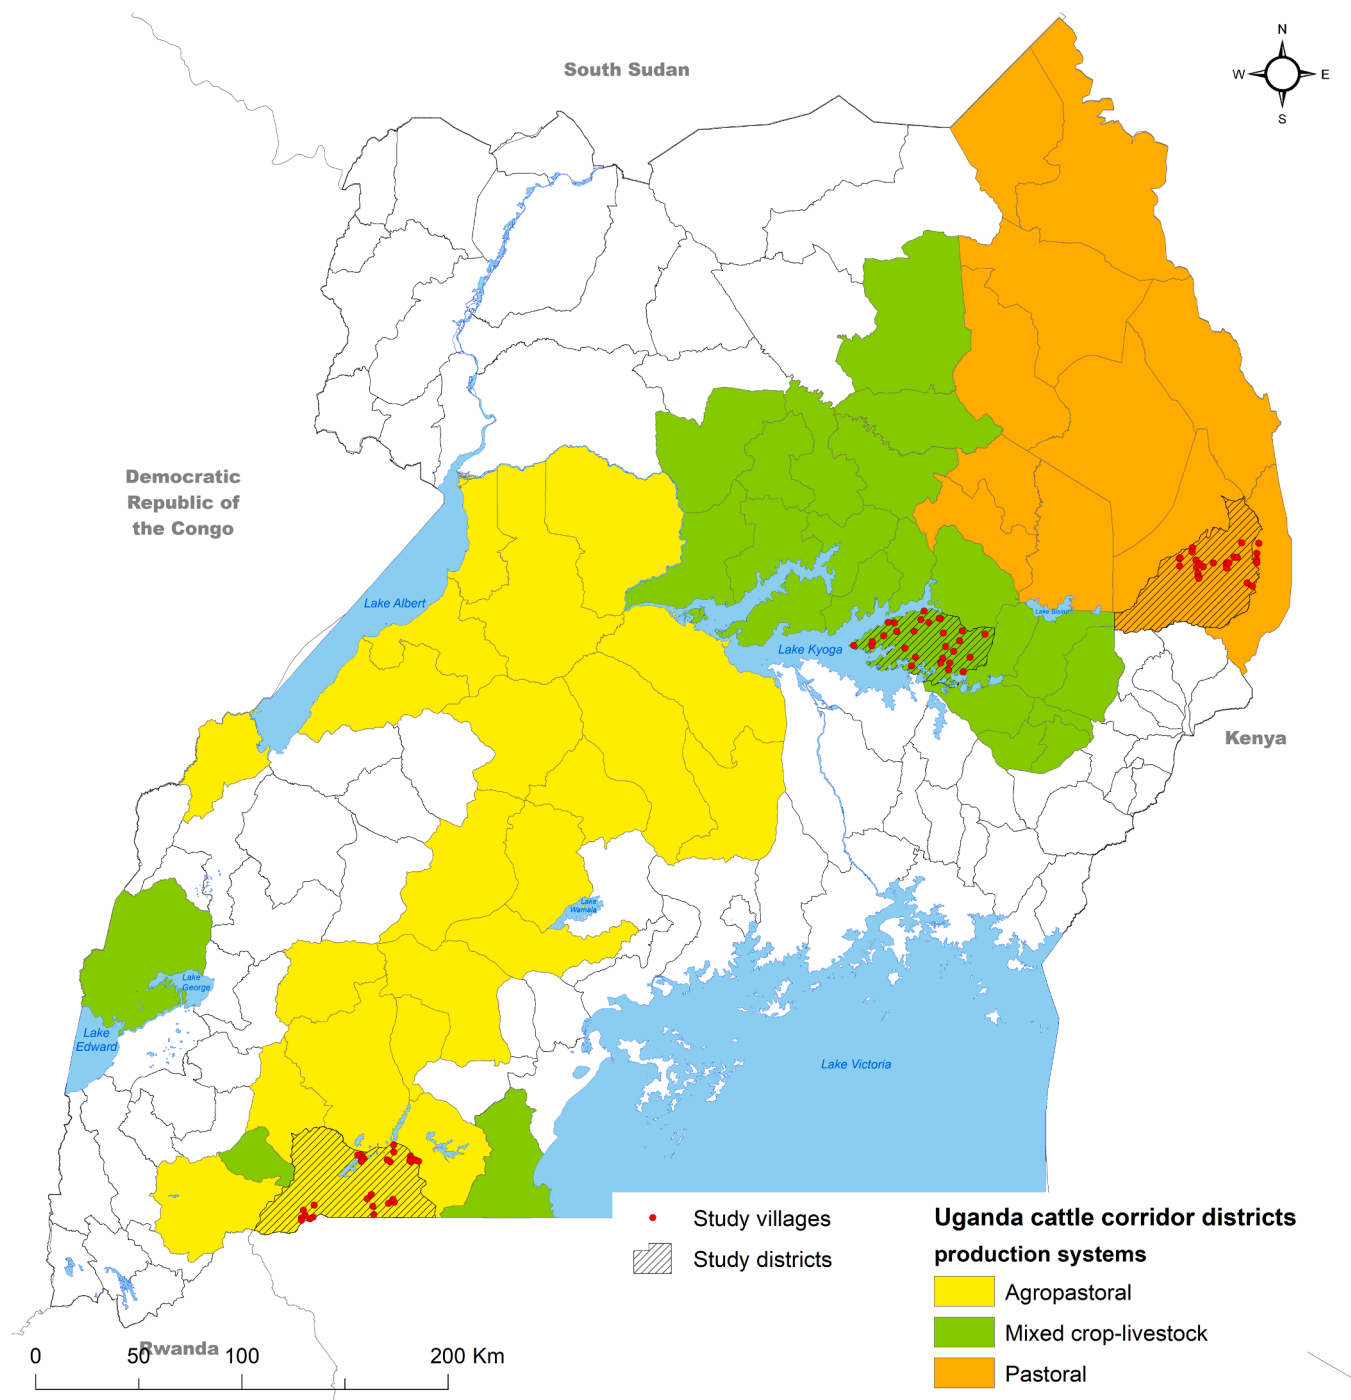 N
W
E
S
South Sudan
Democratic
Republic of
the Congo
Lake Albert
Lake Bisina
Lake Kyoga
Kenya
Lake
Wamala
Lake
George
Lake
Edward
Lake Victoria
Study villages
Study districts
Uganda cattle corridor districts
production systems
Agropastoral
Mixed crop-livestock
Pastoral
Rwanda
0 50 100 200 Km